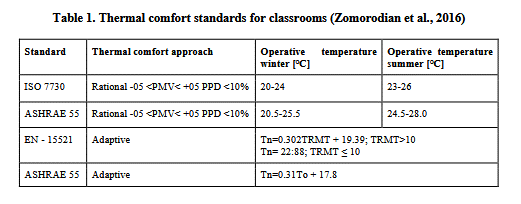 Table 1. Thermal comfort standards for classrooms (Zomorodian et al., 2016)
Standard Thermal comfort approach Operative temperature winter [⁰C] Operative temperature summer [⁰C]
ISO 7730 Rational -05 <PMV< +05 PPD <10% 20-24 23-26
ASHRAE 55 Rational -05 <PMV< +05 PPD <10% 20.5-25.5 24.5-28.0
EN - 15521 Adaptive Tn=0.302TRMT + 19.39; TRMT>10
Tn= 22:88; TRMT ≤ 10
ASHRAE 55 Adaptive Tn=0.31To + 17.8